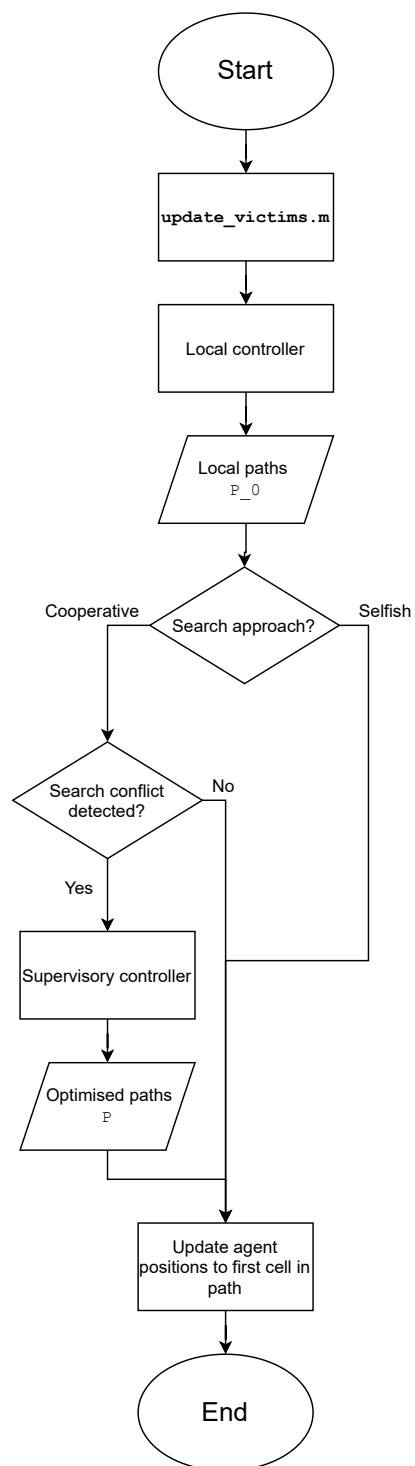 Start
update_victims.m
Local controller
Local paths
P_0
Search approach?
Cooperative
Selfish
Search conflict
detected?
No
Yes
Supervisory controller
Optimised paths
P
Update agent
positions to first cell in
path
End